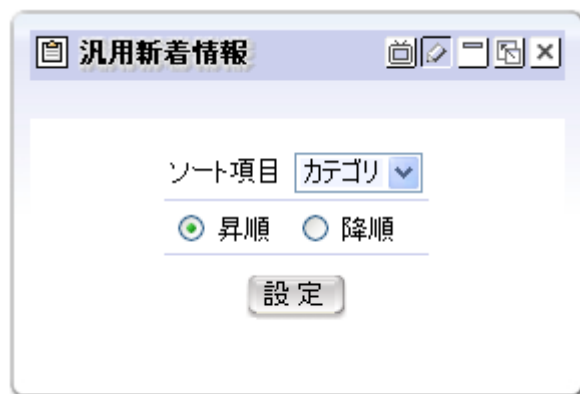 汎用新着情報
ソート項目 カテゴリ
昇順 降順
設定